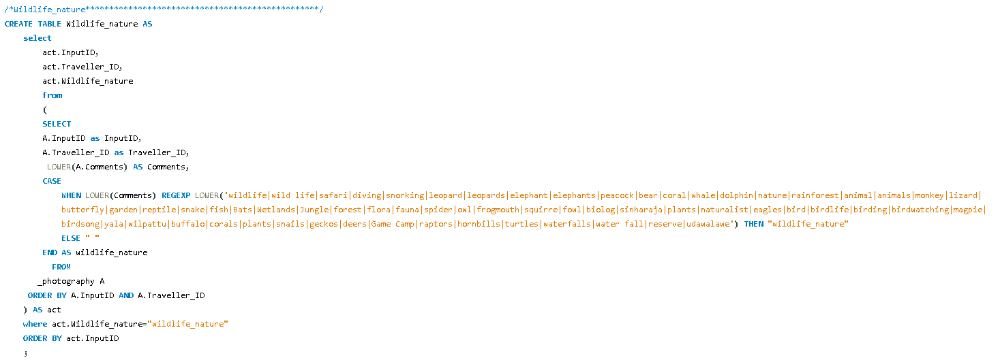 /*Wildlife_nature*************************************************/
CREATE TABLE Wildlife_nature AS
select
act.InputID,
act.Traveller_ID,
act.Wildlife_nature
from
(
SELECT
A.InputID as InputID,
A.Traveller_ID as Traveller_ID,
LOWER(A.Comments) AS Comments,
CASE
WHEN LOWER(Comments) REGEXP LOWER('wildlife|wild life|safari|diving|snorking|leopard|leopards|elephant|elephants|peacock|bear|coral|whale|dolphin|nature|rainforest|animal|animals|monkey|lizard|
butterfly|garden|reptile|snake|fish|Bats|Wetlands|Jungle|forest|flora|fauna|spider|owl|frogmouth|squirre|fowl|biolog|sinharaja|plants|naturalist|eagles|bird|birdlife|birding|birdwatching|magpie|
birdsong|yala|wilpattu|buffalo|corals|plants|snails|geckos|deers|Game Camp|raptors|hornbills|turtles|waterfalls|water fall|reserve|udawalawe') THEN "wildlife_nature"
ELSE " "
END AS wildlife_nature
FROM
_photography A
ORDER BY A.InputID AND A.Traveller_ID
) AS act
where act.Wildlife_nature="wildlife_nature"
ORDER BY act.InputID
;